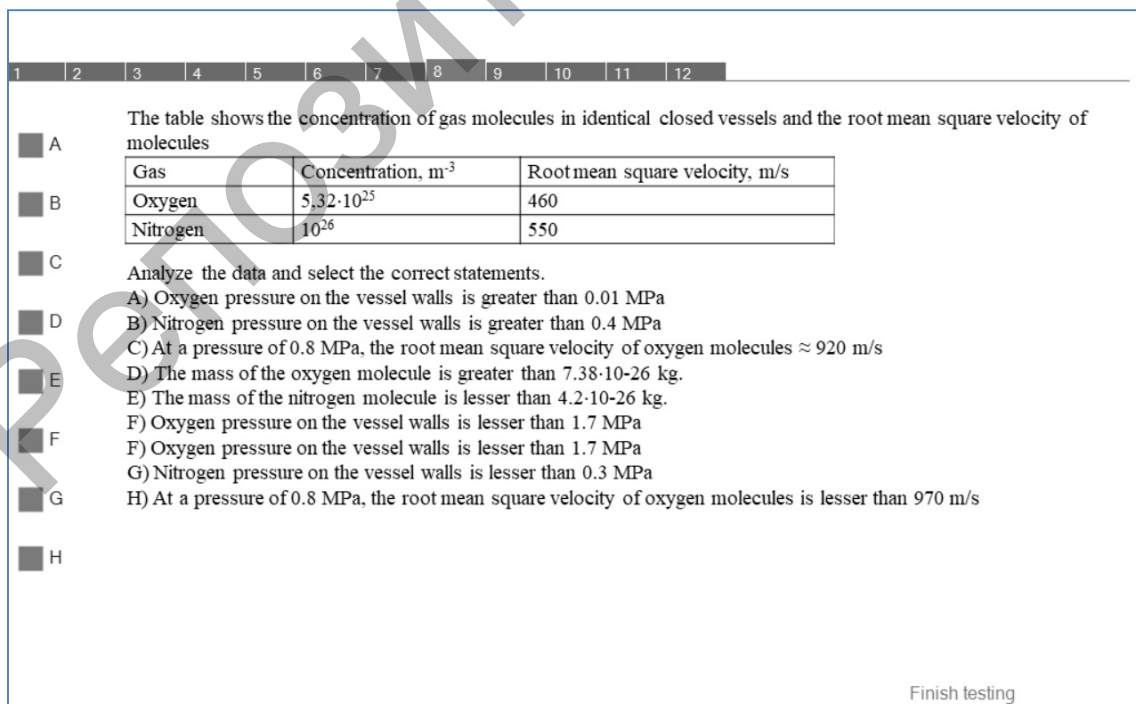 Репози
1 2 3 4 5 6 7 8 9 10 11 12
The table shows the concentration of gas molecules in identical closed vessels and the root mean square velocity of
molecules
Gas Concentration, m-3 Root mean square velocity, m/s
Oxygen 5,32·10^25 460
Nitrogen 10^26 550
Analyze the data and select the correct statements.
A) Oxygen pressure on the vessel walls is greater than 0.01 MPa
B) Nitrogen pressure on the vessel walls is greater than 0.4 MPa
C) At a pressure of 0.8 MPa, the root mean square velocity of oxygen molecules ≈ 920 m/s
D) The mass of the oxygen molecule is greater than 7.38·10-26 kg.
E) The mass of the nitrogen molecule is lesser than 4.2·10-26 kg.
F) Oxygen pressure on the vessel walls is lesser than 1.7 MPa
F) Oxygen pressure on the vessel walls is lesser than 1.7 MPa
G) Nitrogen pressure on the vessel walls is lesser than 0.3 MPa
H) At a pressure of 0.8 MPa, the root mean square velocity of oxygen molecules is lesser than 970 m/s
A
B
C
D
E
F
G
H
Finish testing